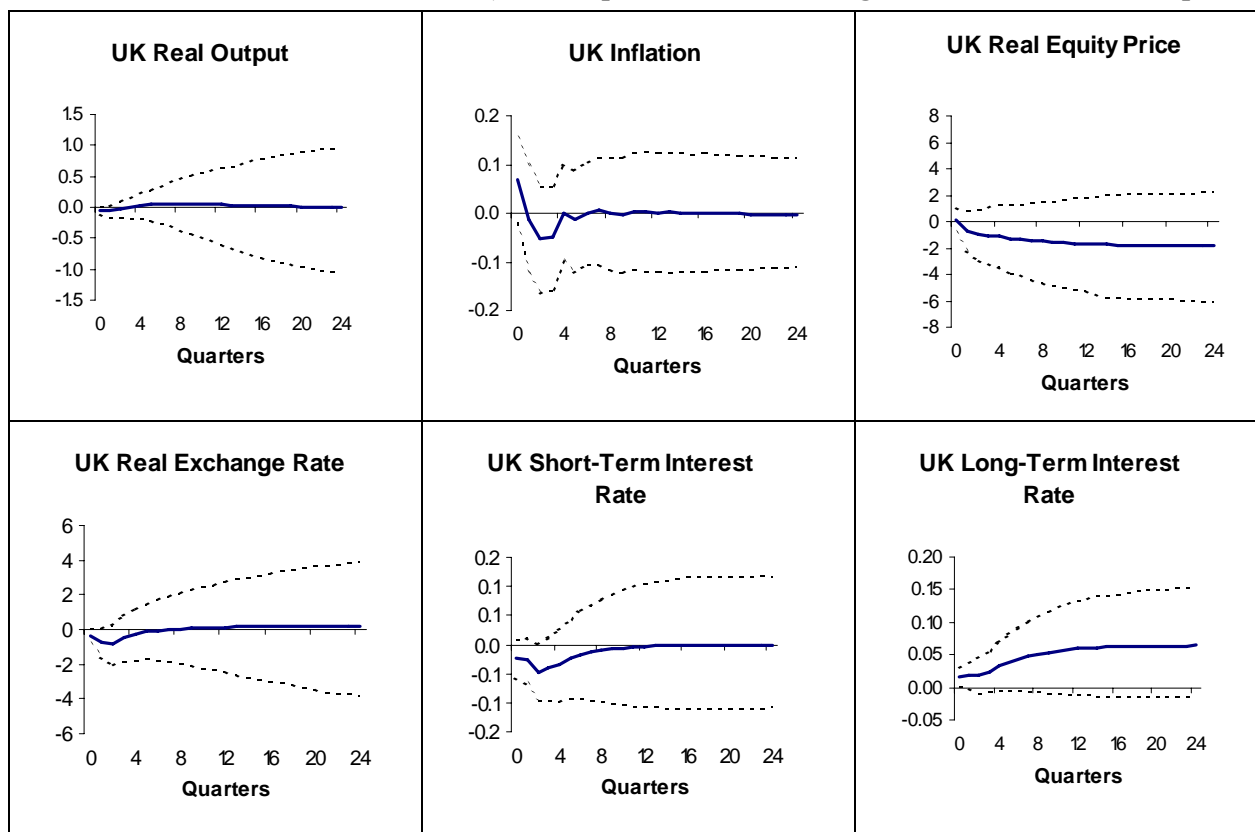 UK Real Output
1.5
1.0
0.5
0.0
-0.5
-1.0
-1.5
0 4 8 12 16 20 24
Quarters
UK Inflation
0.2
0.1
0.0
-0.1
-0.2
0 4 8 12 16 20 24
Quarters
UK Real Equity Price
8
6
4
2
0
-2
-4
-6
-8
0 4 8 12 16 20 24
Quarters
UK Real Exchange Rate
6
4
2
0
-2
-4
-6
0 4 8 12 16 20 24
Quarters
UK Short-Term Interest
Rate
0.2
0.1
0.1
0.0
-0.1
-0.1
-0.2
0 4 8 12 16 20 24
Quarters
UK Long-Term Interest
Rate
0.20
0.15
0.10
0.05
0.00
-0.05
0 4 8 12 16 20 24
Quarters